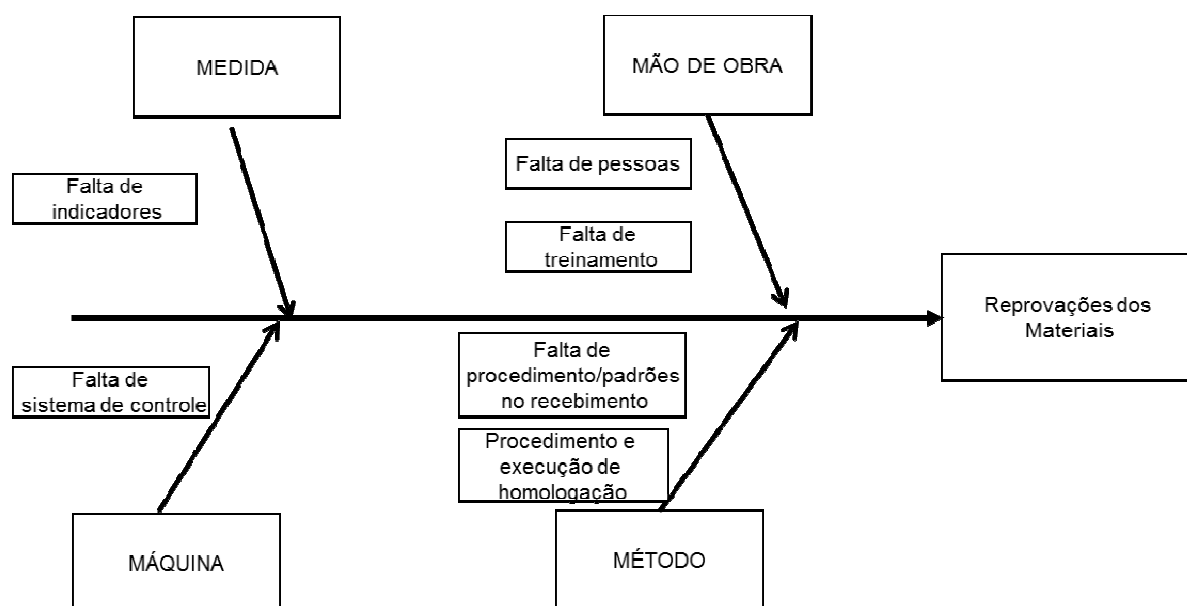 MEDIDA
MÃO DE OBRA
Falta de pessoas
Falta de
indicadores
Falta de
treinamento
Reprovações dos
Materiais
Falta de
sistema de controle
Falta de
procedimento/padrões
no recebimento
Procedimento e
execução de
homologação
MÁQUINA
MÉTODO